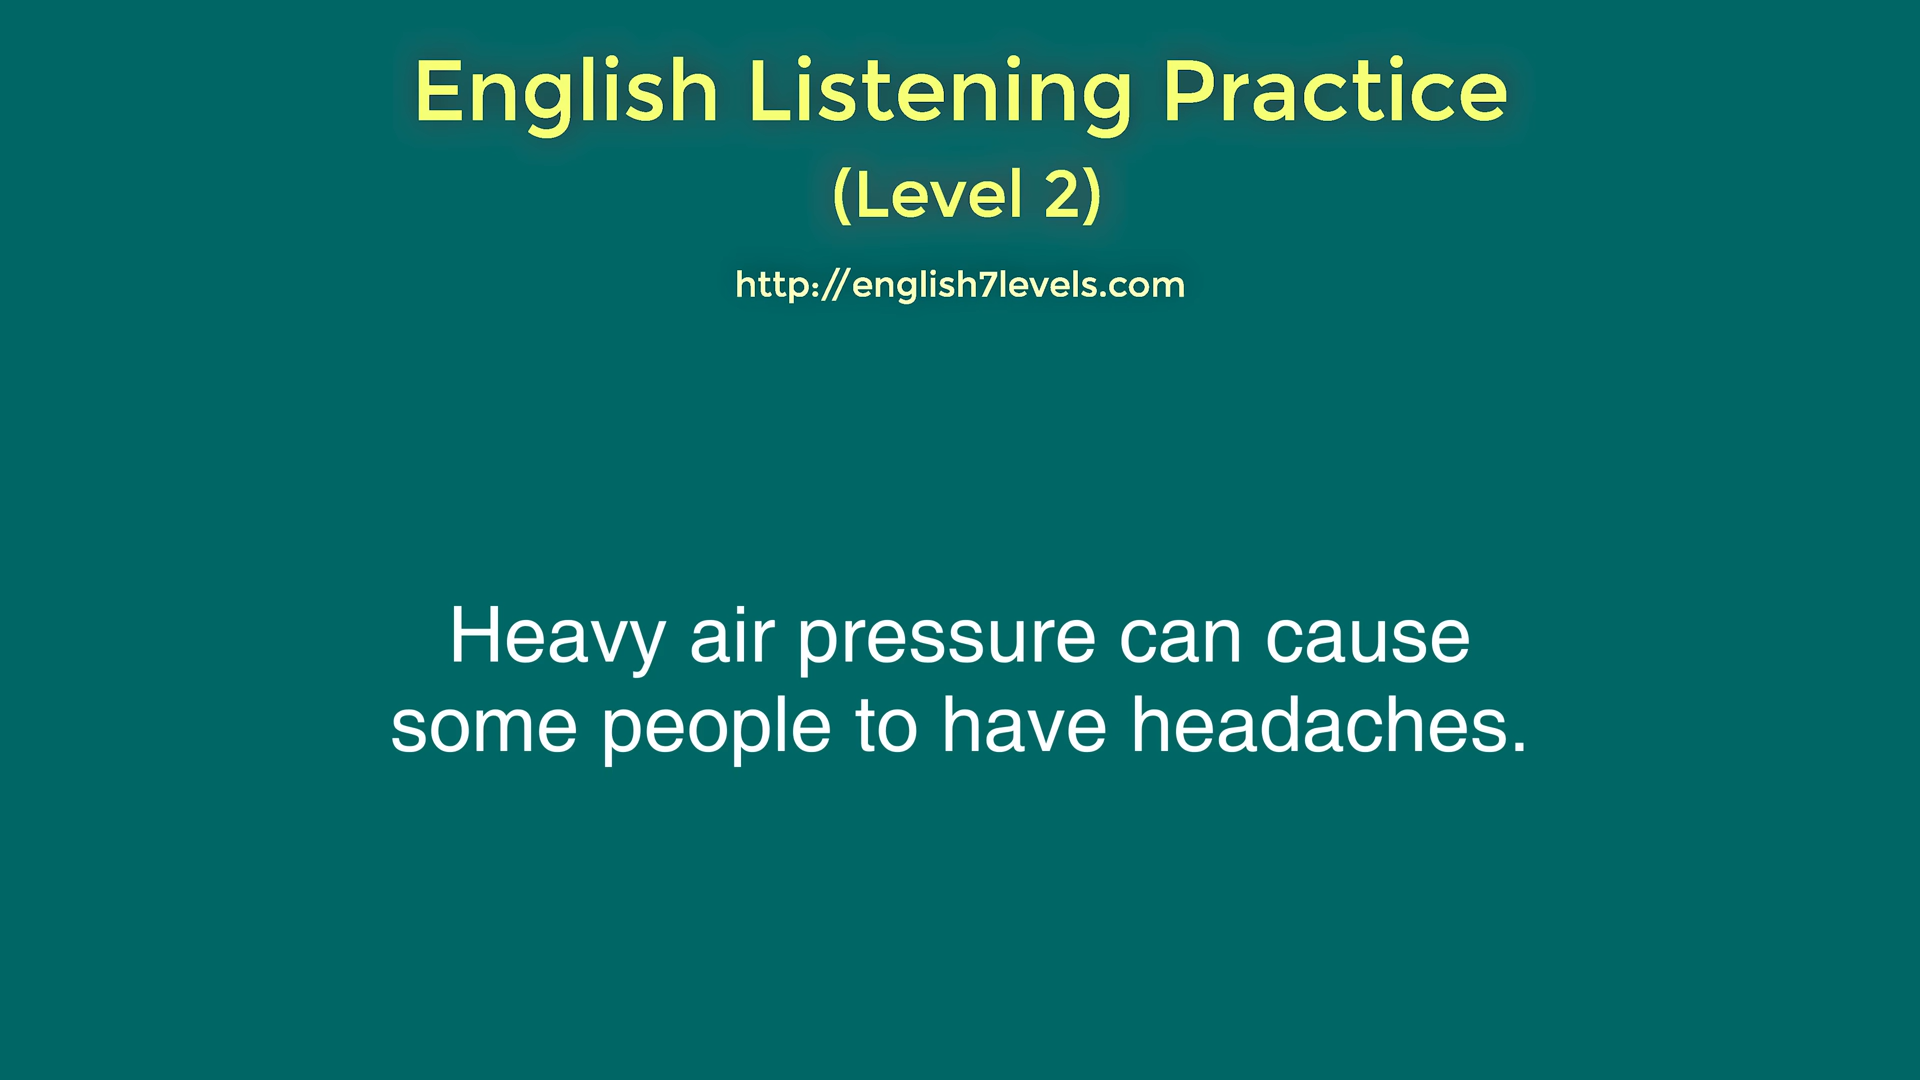 English Listening Practice
(Level 2)
http://english7levels.com
Heavy air pressure can cause
some people to have headaches.